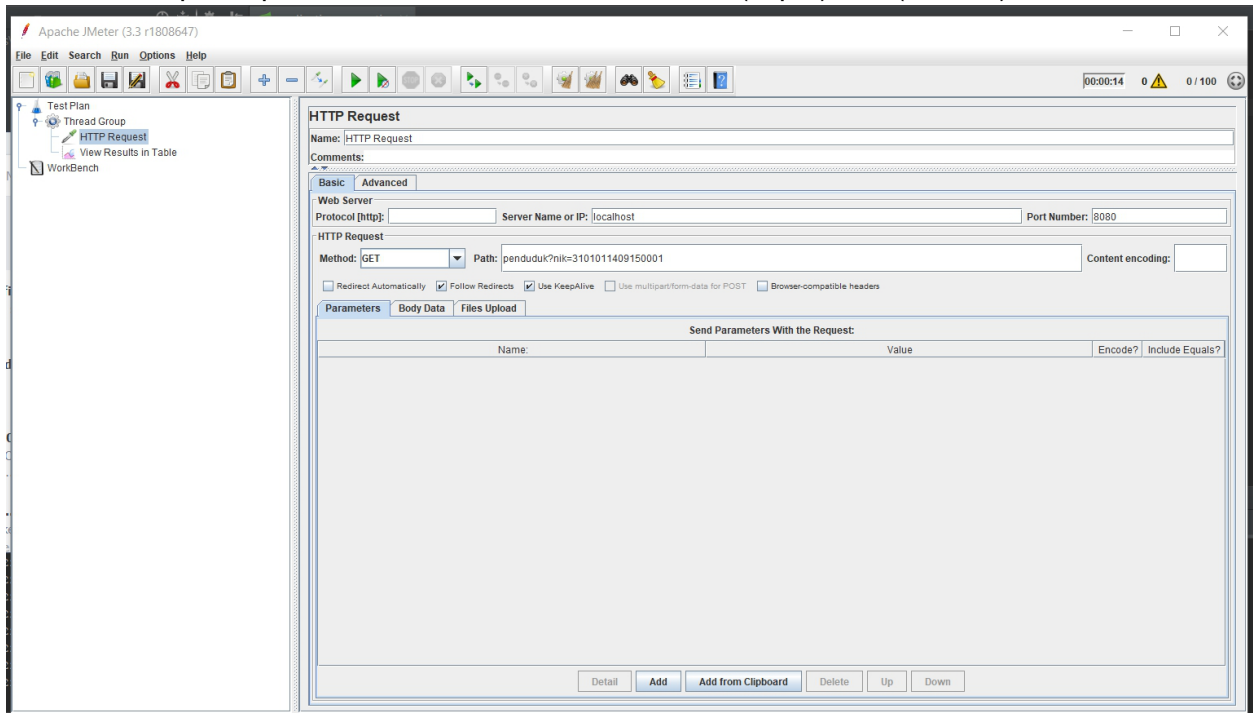 Apache JMeter (3.3 r1808647)
File Edit Search Run Options Help
00:00:14 0 0 / 100
Test Plan
Thread Group
HTTP Request
View Results in Table
WorkBench
HTTP Request
Name: HTTP Request
Comments:
Basic Advanced
Web Server
Protocol [http]: Server Name or IP: localhost Port Number: 8080
HTTP Request
Method: GET Path: penduduk?nik=3101011409150001 Content encoding:
Redirect Automatically Follow Redirects Use KeepAlive Use multipart/form-data for POST Browser-compatible headers
Parameters Body Data Files Upload
Send Parameters With the Request:
Name: Value Encode? Include Equals?
Detail Add Add from Clipboard Delete Up Down